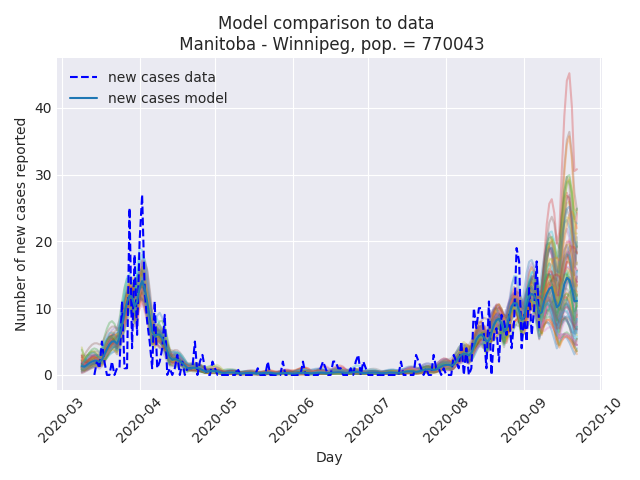 Model comparison to data
Manitoba - Winnipeg, pop. = 770043
new cases data
new cases model
Number of new cases reported
40
30
20
10
0
2020-03
2020-04
2020-05
2020-06
2020-07
2020-08
2020-09
2020-10
Day